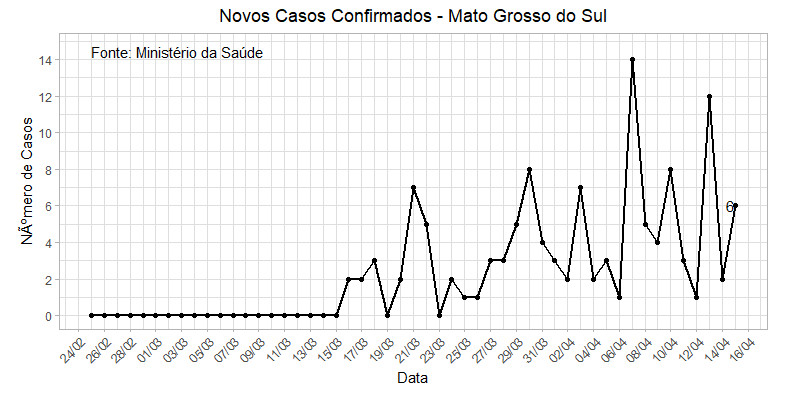 Novos Casos Confirmados - Mato Grosso do Sul
Fonte: Ministério da Saúde
NÃºmero de Casos
14
12
10
8
6
4
2
0
6
24/02 26/02 28/02 01/03 03/03 05/03 07/03 09/03 11/03 13/03 15/03 17/03 19/03 21/03 23/03 25/03 27/03 29/03 31/03 02/04 04/04 06/04 08/04 10/04 12/04 14/04 16/04
Data